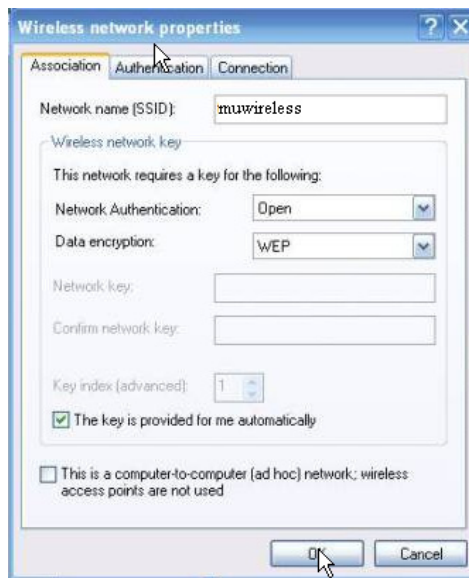 Wireless network properties
Association Authentication Connection
Network name (SSID): muwireless
Wireless network key
This network requires a key for the following:
Network Authentication: Open
Data encryption: WEP
Network key:
Confirm network key:
Key index (advanced): 1
The key is provided for me automatically
This is a computer-to-computer (ad hoc) network; wireless
access points are not used
OK Cancel